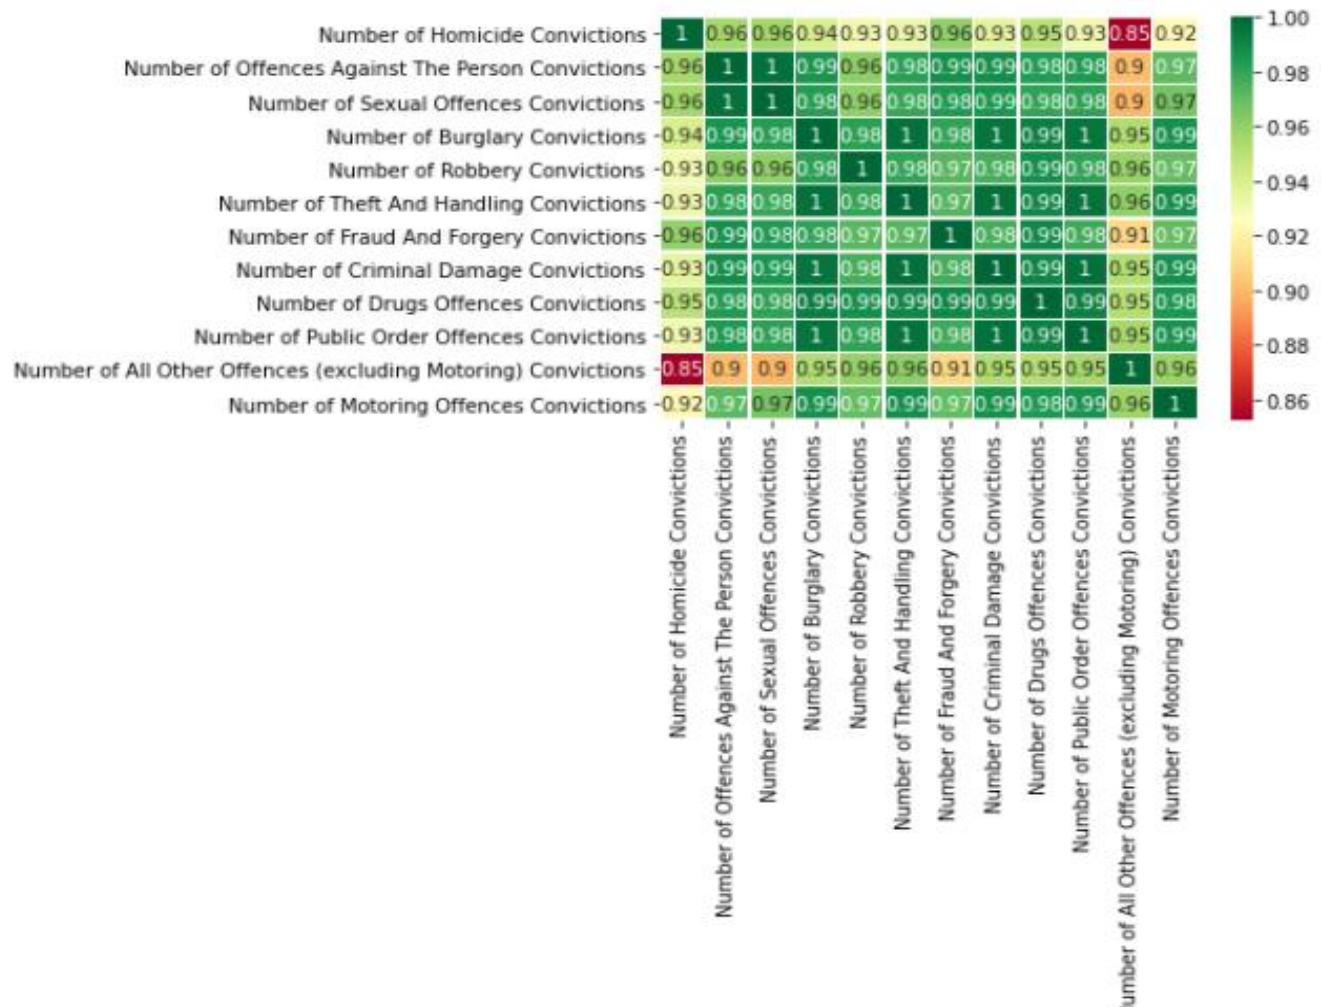 Number of Homicide Convictions 1 0.96 0.96 0.94 0.93 0.93 0.96 0.93 0.95 0.93 0.85 0.92
Number of Offences Against The Person Convictions 0.96 1 1 0.99 0.96 0.98 0.99 0.99 0.98 0.98 0.9 0.97
Number of Sexual Offences Convictions 0.96 1 1 0.98 0.96 0.98 0.98 0.99 0.98 0.98 0.9 0.97
Number of Burglary Convictions 0.94 0.99 0.98 1 0.98 1 0.98 1 0.99 1 0.95 0.99
Number of Robbery Convictions 0.93 0.96 0.96 0.98 1 0.98 0.97 0.98 0.99 0.98 0.96 0.97
Number of Theft And Handling Convictions 0.93 0.98 0.98 1 0.98 1 0.97 1 0.99 1 0.96 0.99
Number of Fraud And Forgery Convictions 0.96 0.99 0.98 0.98 0.97 0.97 1 0.98 0.99 0.98 0.91 0.97
Number of Criminal Damage Convictions 0.93 0.99 0.99 1 0.98 1 0.98 1 0.99 1 0.95 0.99
Number of Drugs Offences Convictions 0.95 0.98 0.98 0.99 0.99 0.99 0.99 0.99 1 0.99 0.95 0.98
Number of Public Order Offences Convictions 0.93 0.98 0.98 1 0.98 1 0.98 1 0.99 1 0.95 0.99
Number of All Other Offences (excluding Motoring) Convictions 0.85 0.9 0.9 0.95 0.96 0.96 0.91 0.95 0.95 0.95 1 0.96
Number of Motoring Offences Convictions 0.92 0.97 0.97 0.99 0.97 0.99 0.97 0.99 0.98 0.99 0.96 1
Number of Homicide Convictions
Number of Offences Against The Person Convictions
Number of Sexual Offences Convictions
Number of Burglary Convictions
Number of Robbery Convictions
Number of Theft And Handling Convictions
Number of Fraud And Forgery Convictions
Number of Criminal Damage Convictions
Number of Drugs Offences Convictions
Number of Public Order Offences Convictions
umber of All Other Offences (excluding Motoring) Convictions
Number of Motoring Offences Convictions
1.00
0.98
0.96
0.94
0.92
0.90
0.88
0.86